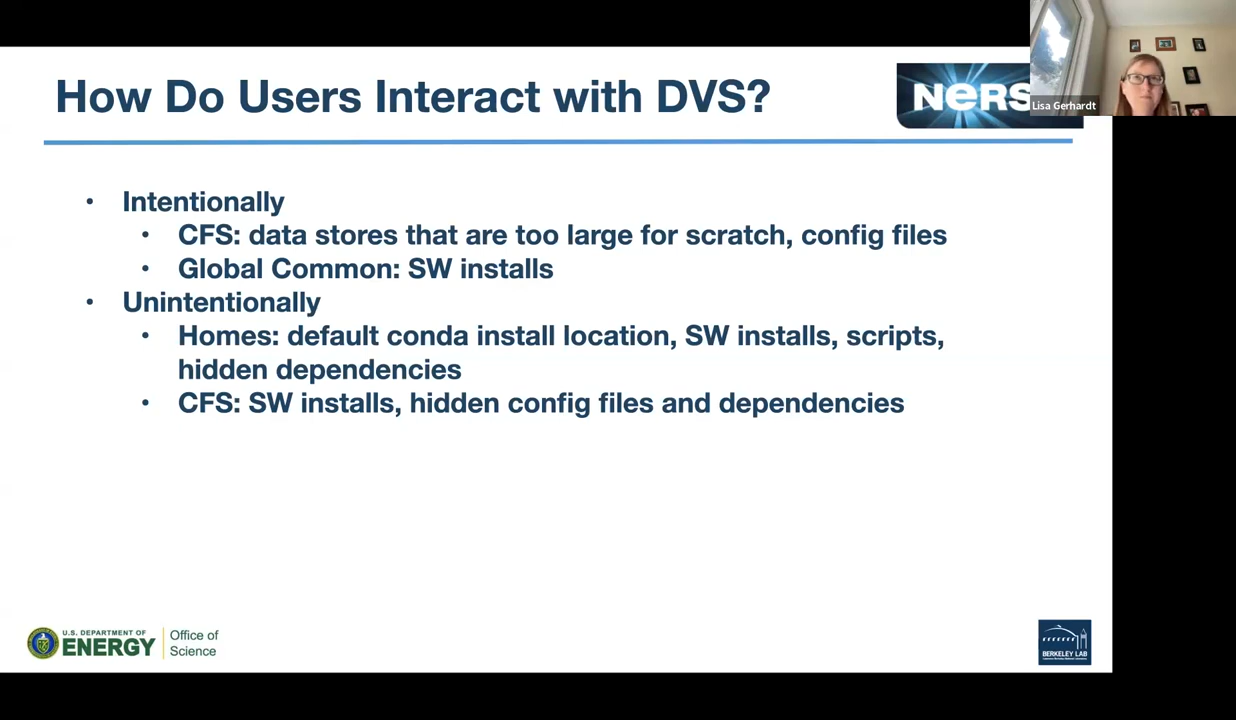 How Do Users Interact with DVS?
NERS
Lisa Gerhardt
• Intentionally
• CFS: data stores that are too large for scratch, config files
• Global Common: SW installs
• Unintentionally
• Homes: default conda install location, SW installs, scripts,
hidden dependencies
• CFS: SW installs, hidden config files and dependencies
U.S. DEPARTMENT OF
ENERGY
Office of
Science
BERKELEY LAB